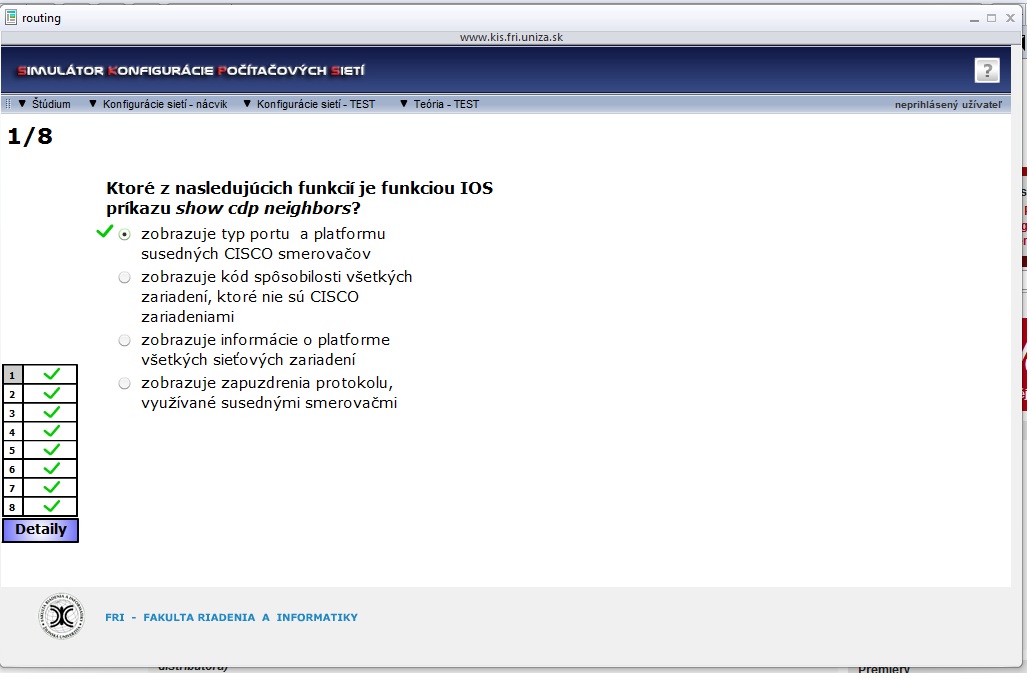 routing
www.kis.fri.uniza.sk
SIMULÁTOR KONFIGURÁCIE POČÍTAČOVÝCH SIETÍ
?
▼ Štúdium ▼ Konfigurácie sietí - nácvik ▼ Konfigurácie sietí - TEST ▼ Teória - TEST neprihlásený užívateľ
1/8
Ktoré z nasledujúcich funkcií je funkciou IOS
príkazu show cdp neighbors?
zobrazuje typ portu a platformu
susedných CISCO smerovačov
zobrazuje kód spôsobilosti všetkých
zariadení, ktoré nie sú CISCO
zariadeniami
zobrazuje informácie o platforme
všetkých sieťových zariadení
zobrazuje zapuzdrenia protokolu,
využívané susednými smerovačmi
1
2
3
4
5
6
7
8
Detaily
FRI - FAKULTA RIADENIA A INFORMATIKY
distribútora)
Premiéry